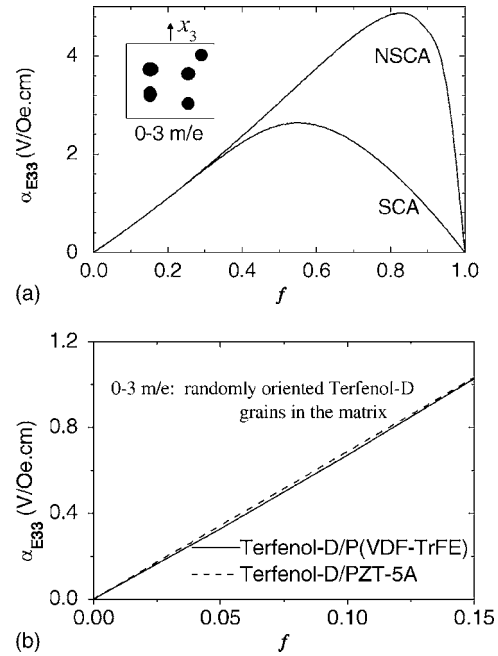 x₃
0-3 m/e
NSCA
SCA
αE33 (V/Oe.cm)
4
2
0
0.0 0.2 0.4 0.6 0.8 1.0
f
(a)
0-3 m/e: randomly oriented Terfenol-D
grains in the matrix
Terfenol-D/P(VDF-TrFE)
Terfenol-D/PZT-5A
αE33 (V/Oe.cm)
1.2
0.8
0.4
0.0
0.00 0.05 0.10 0.15
f
(b)